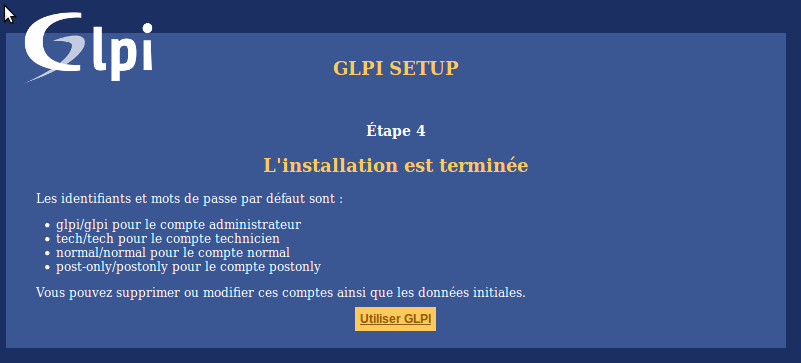 Glpi
GLPI SETUP
Étape 4
L'installation est terminée
Les identifiants et mots de passe par défaut sont :
• glpi/glpi pour le compte administrateur
• tech/tech pour le compte technicien
• normal/normal pour le compte normal
• post-only/postonly pour le compte postonly
Vous pouvez supprimer ou modifier ces comptes ainsi que les données initiales.
Utiliser GLPI